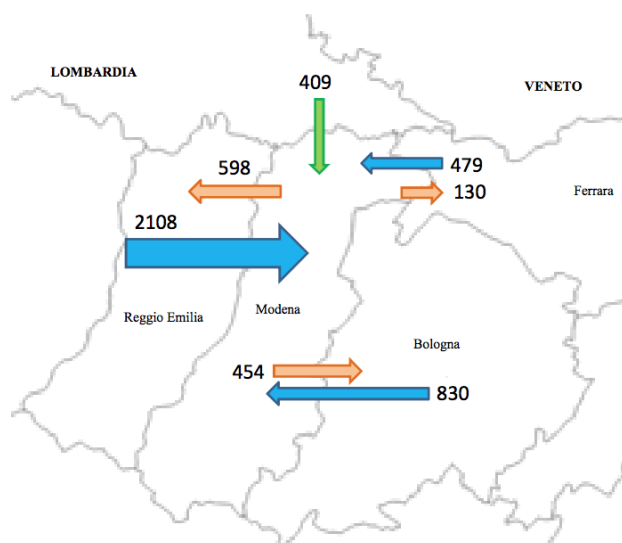 LOMBARDIA
409
VENETO
598
479
130
Ferrara
2108
Reggio Emilia
Modena
Bologna
454
830